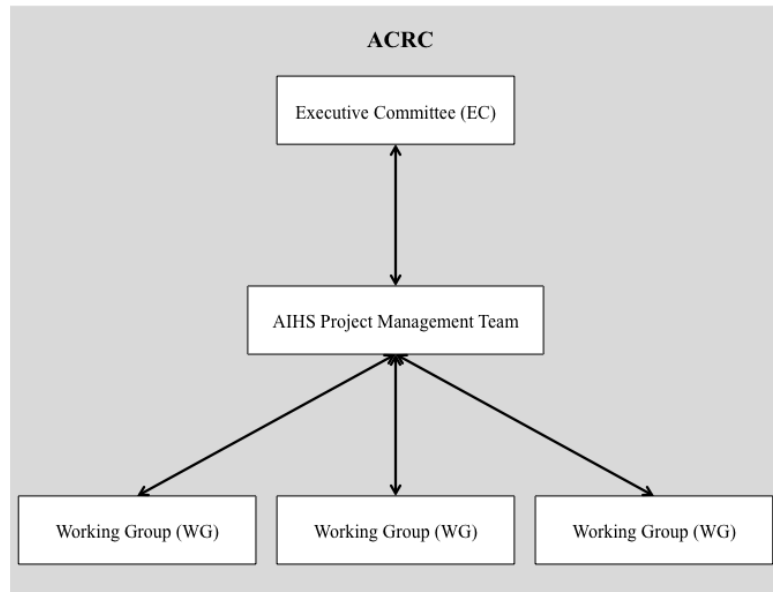 ACRC
Executive Committee (EC)
AIHS Project Management Team
Working Group (WG)
Working Group (WG)
Working Group (WG)